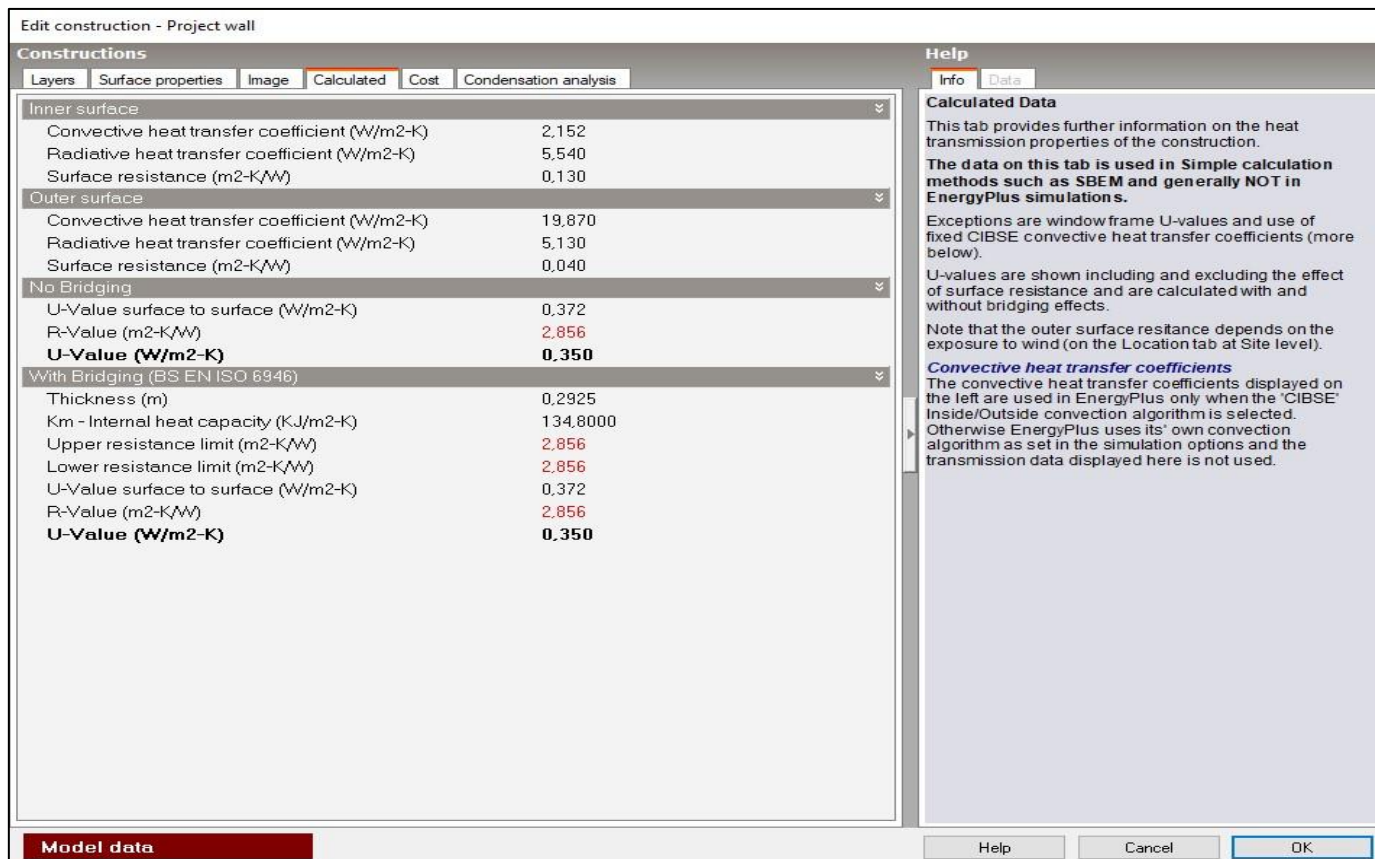 Edit construction - Project wall
Constructions
Layers Surface properties Image Calculated Cost Condensation analysis
Inner surface
Convective heat transfer coefficient (W/m2-K) 2,152
Radiative heat transfer coefficient (W/m2-K) 5,540
Surface resistance (m2-K/W) 0,130
Outer surface
Convective heat transfer coefficient (W/m2-K) 19,870
Radiative heat transfer coefficient (W/m2-K) 5,130
Surface resistance (m2-K/W) 0,040
No Bridging
U-Value surface to surface (W/m2-K) 0,372
R-Value (m2-K/W) 2,856
U-Value (W/m2-K) 0,350
With Bridging (BS EN ISO 6946)
Thickness (m) 0,2925
Km - Internal heat capacity (KJ/m2-K) 134,8000
Upper resistance limit (m2-K/W) 2,856
Lower resistance limit (m2-K/W) 2,856
U-Value surface to surface (W/m2-K) 0,372
R-Value (m2-K/W) 2,856
U-Value (W/m2-K) 0,350
Help
Info Data
Calculated Data
This tab provides further information on the heat
transmission properties of the construction.
The data on this tab is used in Simple calculation
methods such as SBEM and generally NOT in
EnergyPlus simulations.
Exceptions are window frame U-values and use of
fixed CIBSE convective heat transfer coefficients (more
below).
U-values are shown including and excluding the effect
of surface resistance and are calculated with and
without bridging effects.
Note that the outer surface resitance depends on the
exposure to wind (on the Location tab at Site level).
Convective heat transfer coefficients
The convective heat transfer coefficients displayed on
the left are used in EnergyPlus only when the 'CIBSE'
Inside/Outside convection algorithm is selected.
Otherwise EnergyPlus uses its' own convection
algorithm as set in the simulation options and the
transmission data displayed here is not used.
Model data
Help Cancel OK